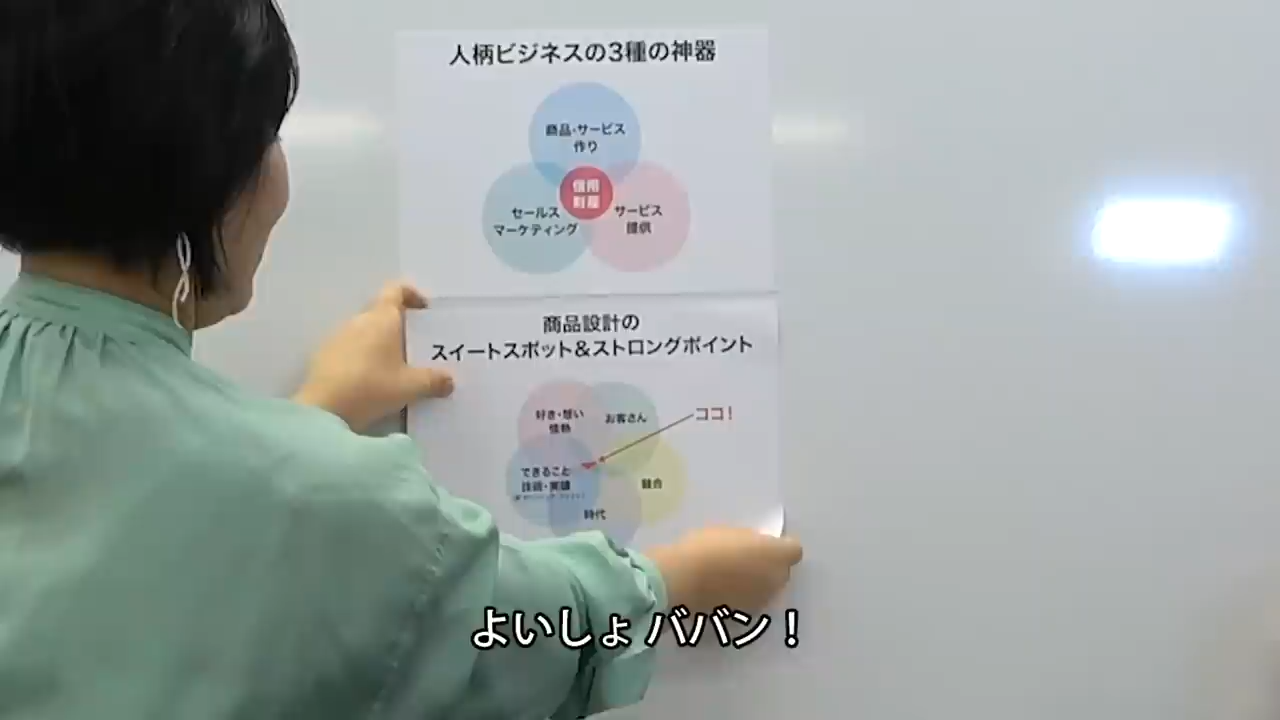 人柄ビジネスの3種の神器
商品・サービス
作り
信用
財産
セールス
マーケティング
サービス
提供
商品設計の
スイートスポット＆ストロングポイント
好き・想い
情熱
お客さん
ココ！
できること
技術・実績
競合
時代
よいしょ ババン！